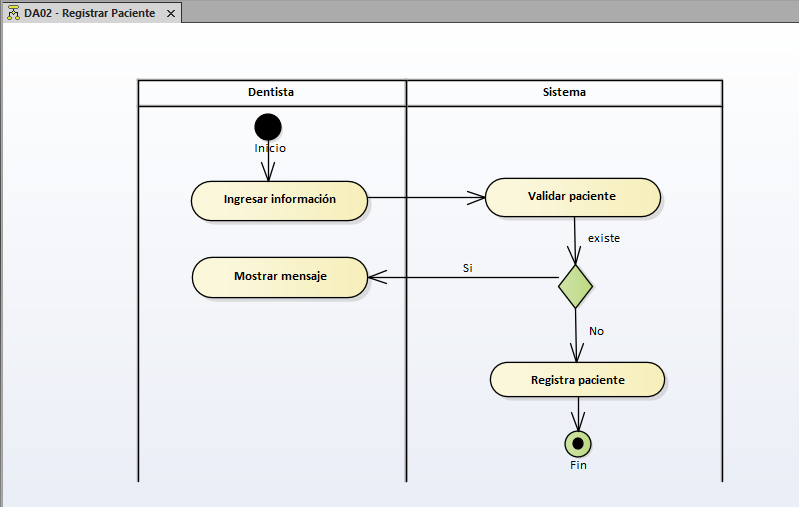 DA02 - Registrar Paciente
Dentista
Sistema
Inicio
Ingresar información
Validar paciente
existe
Si
Mostrar mensaje
No
Registra paciente
Fin